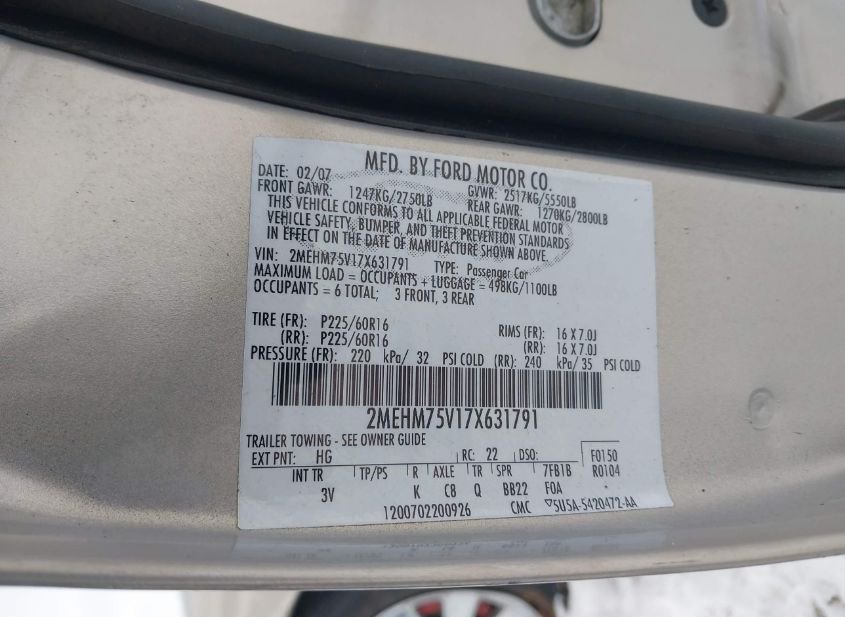 MFD. BY FORD MOTOR CO.
DATE: 02/07 GVWR: 2517KG/5550LB
FRONT GAWR: 1247KG/2750LB REAR GAWR: 1270KG/2800LB
THIS VEHICLE CONFORMS TO ALL APPLICABLE FEDERAL MOTOR
VEHICLE SAFETY, BUMPER, AND THEFT PREVENTION STANDARDS
IN EFFECT ON THE DATE OF MANUFACTURE SHOWN ABOVE.
VIN: 2MEHM75V17X631791 TYPE: Passenger Car
MAXIMUM LOAD = OCCUPANTS + LUGGAGE = 498KG/1100LB
OCCUPANTS = 6 TOTAL; 3 FRONT, 3 REAR
TIRE (FR): P225/60R16 RIMS (FR): 16 X 7.0J
(RR): P225/60R16 (RR): 16 X 7.0J
PRESSURE (FR): 220 kPa/ 32 PSI COLD (RR): 240 kPa/ 35 PSI COLD
2MEHM75V17X631791
TRAILER TOWING - SEE OWNER GUIDE
EXT PNT: HG RC: 22 DSO: F0150
R0104
INT TR TP/PS R AXLE TR SPR 7FB1B
3V K C8 Q BB22 FOA
1200702200926 CMC ▽5U5A-5420472-AA